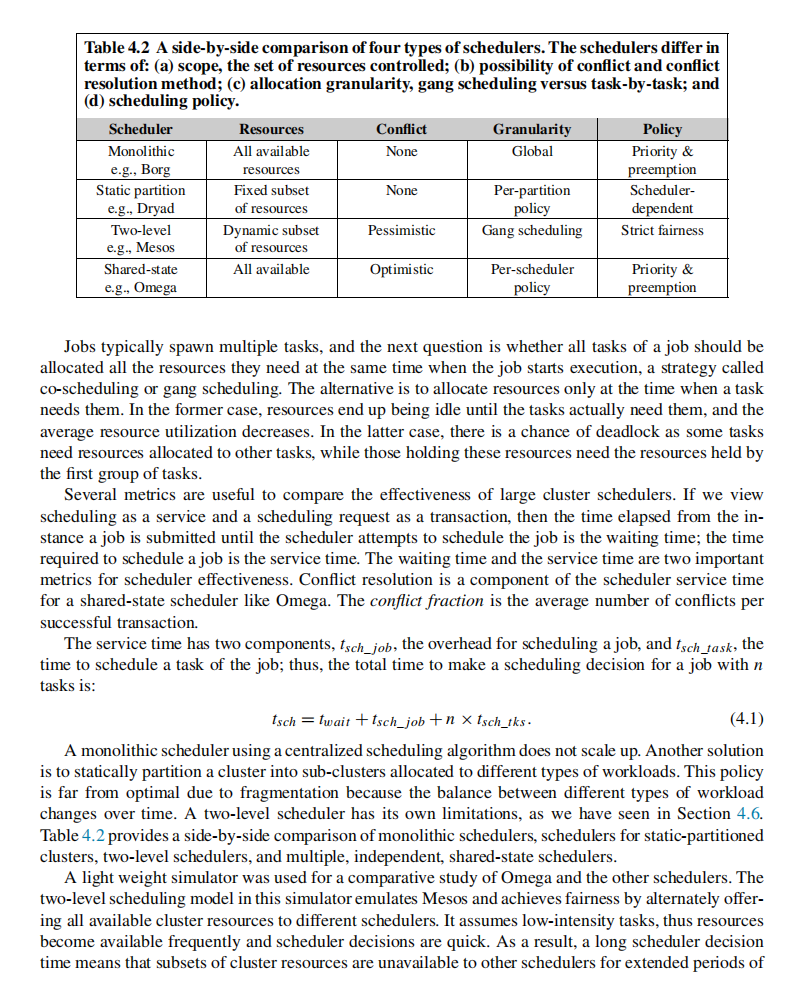 Table 4.2 A side-by-side comparison of four types of schedulers. The schedulers differ in
terms of: (a) scope, the set of resources controlled; (b) possibility of conflict and conflict
resolution method; (c) allocation granularity, gang scheduling versus task-by-task; and
(d) scheduling policy.
Scheduler Resources Conflict Granularity Policy
Monolithic All available None Global Priority &
e.g., Borg resources preemption
Static partition Fixed subset None Per-partition Scheduler-
e.g., Dryad of resources policy dependent
Two-level Dynamic subset Pessimistic Gang scheduling Strict fairness
e.g., Mesos of resources
Shared-state All available Optimistic Per-scheduler Priority &
e.g., Omega policy preemption
Jobs typically spawn multiple tasks, and the next question is whether all tasks of a job should be
allocated all the resources they need at the same time when the job starts execution, a strategy called
co-scheduling or gang scheduling. The alternative is to allocate resources only at the time when a task
needs them. In the former case, resources end up being idle until the tasks actually need them, and the
average resource utilization decreases. In the latter case, there is a chance of deadlock as some tasks
need resources allocated to other tasks, while those holding these resources need the resources held by
the first group of tasks.
Several metrics are useful to compare the effectiveness of large cluster schedulers. If we view
scheduling as a service and a scheduling request as a transaction, then the time elapsed from the in-
stance a job is submitted until the scheduler attempts to schedule the job is the waiting time; the time
required to schedule a job is the service time. The waiting time and the service time are two important
metrics for scheduler effectiveness. Conflict resolution is a component of the scheduler service time
for a shared-state scheduler like Omega. The conflict fraction is the average number of conflicts per
successful transaction.
The service time has two components, t_sch_job, the overhead for scheduling a job, and t_sch_task, the
time to schedule a task of the job; thus, the total time to make a scheduling decision for a job with n
tasks is:
t_sch = t_wait + t_sch_job + n × t_sch_tks. (4.1)
A monolithic scheduler using a centralized scheduling algorithm does not scale up. Another solution
is to statically partition a cluster into sub-clusters allocated to different types of workloads. This policy
is far from optimal due to fragmentation because the balance between different types of workload
changes over time. A two-level scheduler has its own limitations, as we have seen in Section 4.6.
Table 4.2 provides a side-by-side comparison of monolithic schedulers, schedulers for static-partitioned
clusters, two-level schedulers, and multiple, independent, shared-state schedulers.
A light weight simulator was used for a comparative study of Omega and the other schedulers. The
two-level scheduling model in this simulator emulates Mesos and achieves fairness by alternately offer-
ing all available cluster resources to different schedulers. It assumes low-intensity tasks, thus resources
become available frequently and scheduler decisions are quick. As a result, a long scheduler decision
time means that subsets of cluster resources are unavailable to other schedulers for extended periods of